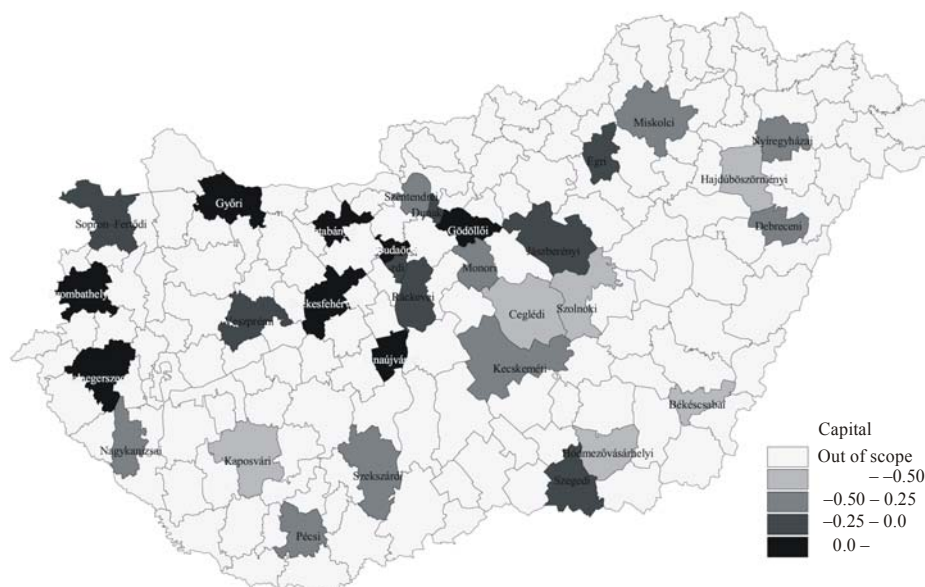 Miskolci
Nyíregyházai
Egri
Hajdúböszörményi
Szentendrei
Győri
Sopron–Fertődi
Gödöllői
Debreceni
Jászberényi
Monori
Ráckevei
Szolnoki
Ceglédi
Kecskeméti
Békéscsabai
Nagykanizsai
Kaposvári
Hódmezővásárhelyi
Szekszárdi
Szegedi
Pécsi
Capital
Out of scope
– –0.50
–0.50 – 0.25
–0.25 – 0.0
0.0 –